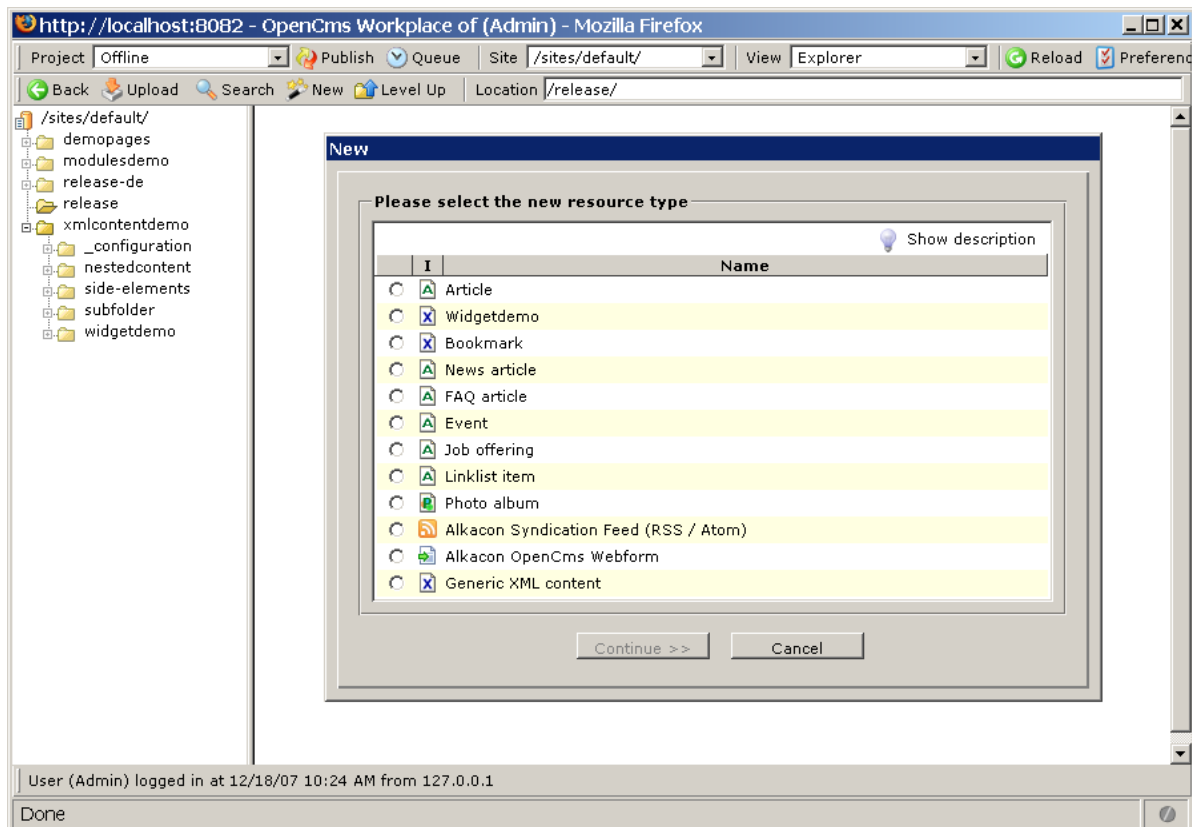 http://localhost:8082 - OpenCms Workplace of (Admin) - Mozilla Firefox
Project Offline Publish Queue Site /sites/default/ View Explorer Reload Preferenc
Back Upload Search New Level Up Location /release/
/sites/default/
demopages
modulesdemo
release-de
release
xmlcontentdemo
_configuration
nestedcontent
side-elements
subfolder
widgetdemo
New
Please select the new resource type
Show description
I Name
Article
Widgetdemo
Bookmark
News article
FAQ article
Event
Job offering
Linklist item
Photo album
Alkacon Syndication Feed (RSS / Atom)
Alkacon OpenCms Webform
Generic XML content
Continue >> Cancel
User (Admin) logged in at 12/18/07 10:24 AM from 127.0.0.1
Done